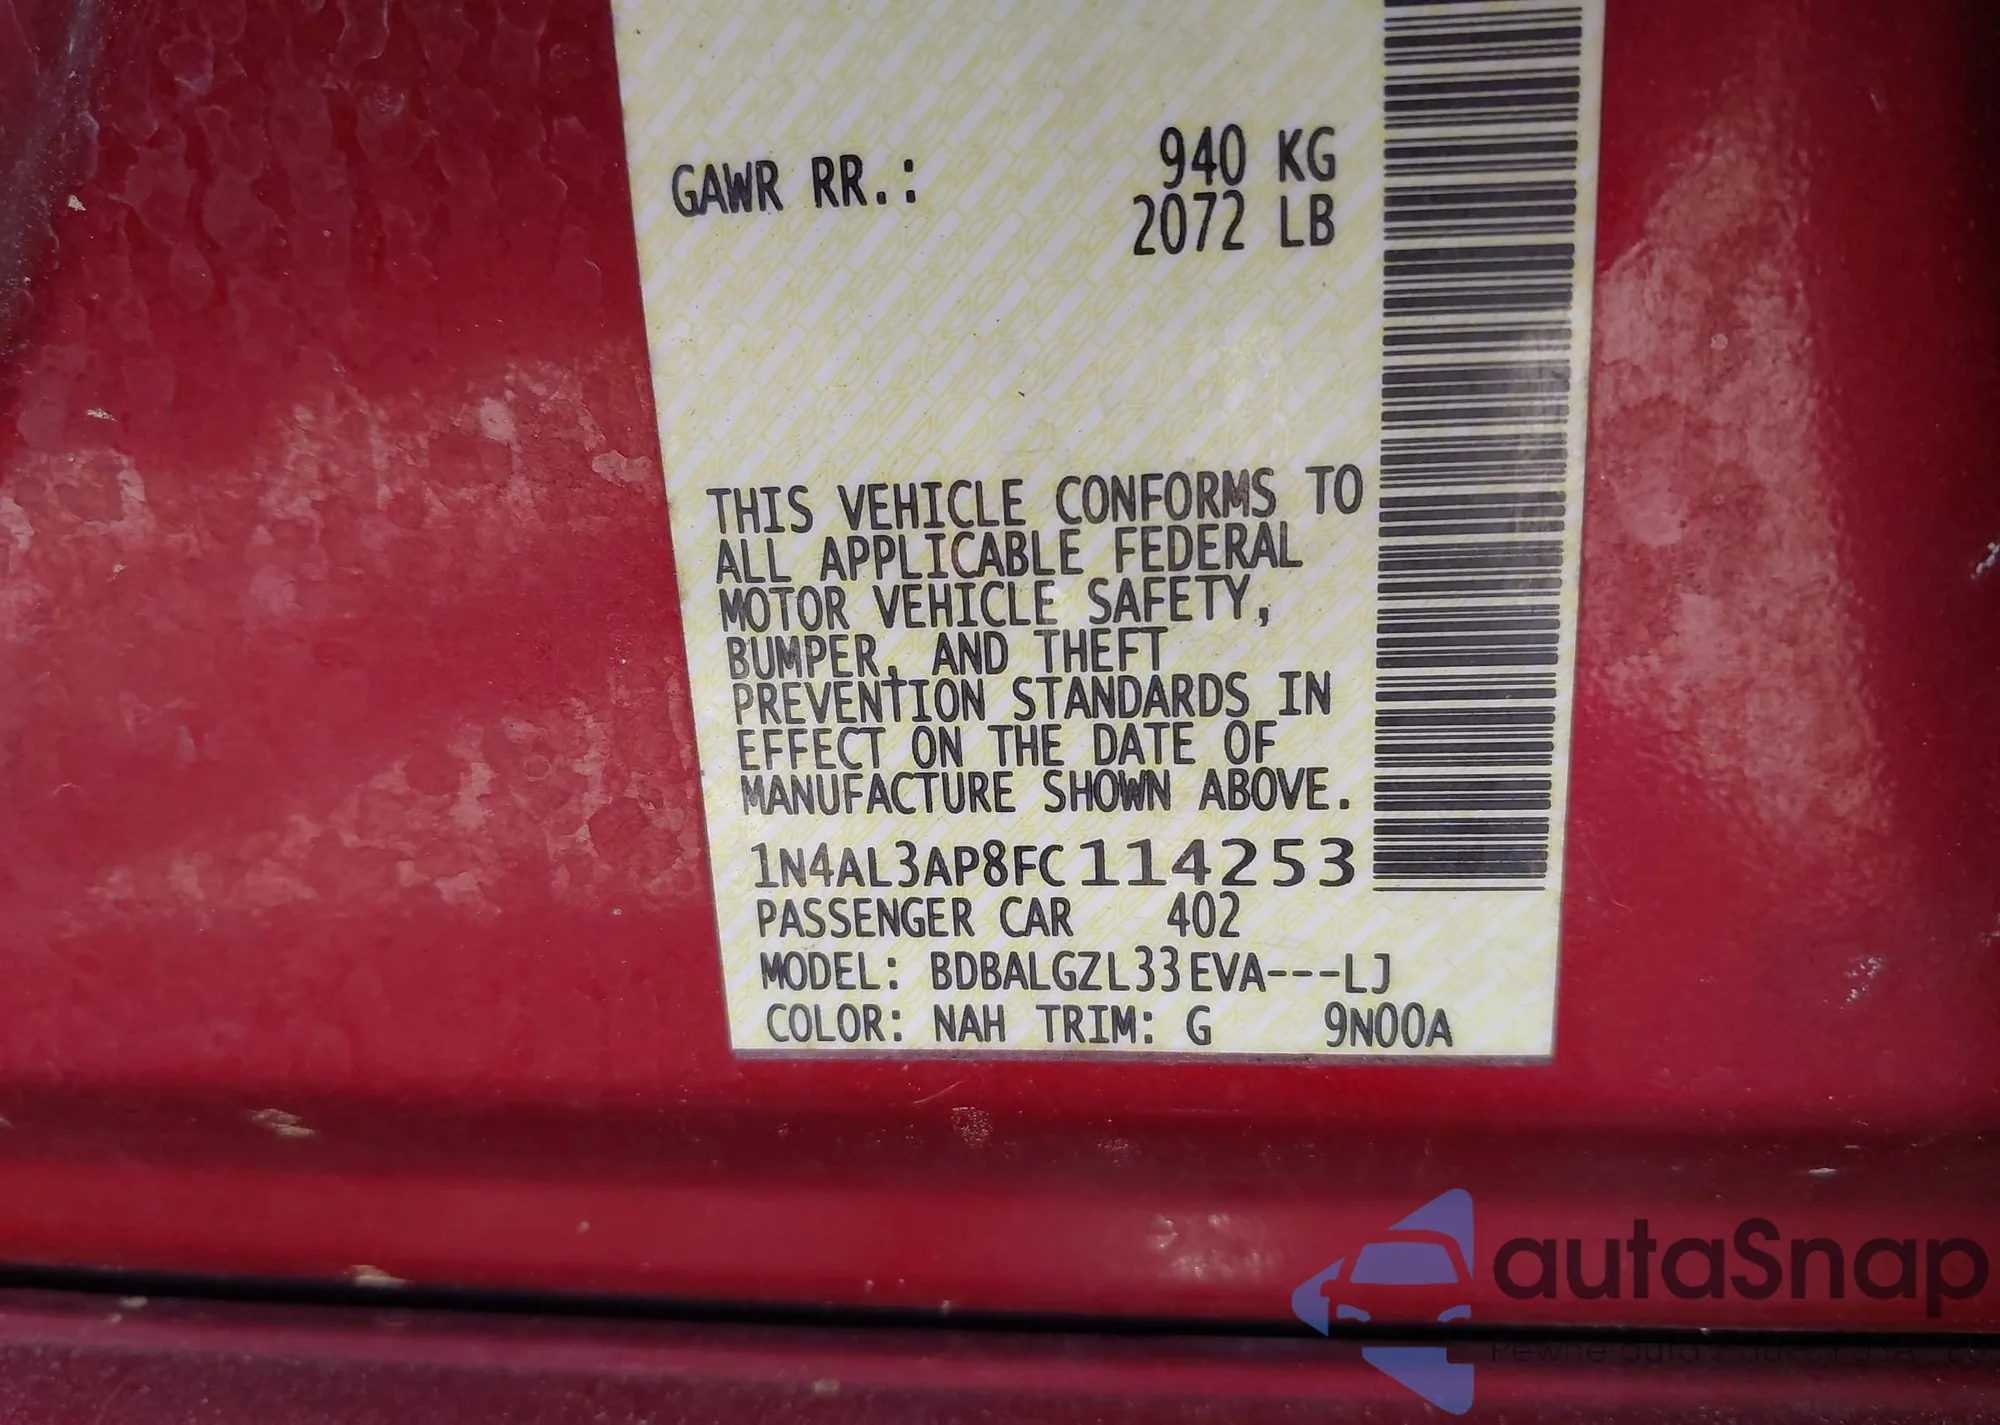 GAWR RR.: 940 KG
2072 LB
THIS VEHICLE CONFORMS TO
ALL APPLICABLE FEDERAL
MOTOR VEHICLE SAFETY,
BUMPER, AND THEFT
PREVENTION STANDARDS IN
EFFECT ON THE DATE OF
MANUFACTURE SHOWN ABOVE.
1N4AL3AP8FC114253
PASSENGER CAR 402
MODEL: BDBALGZL33EVA---LJ
COLOR: NAH TRIM: G 9N00A
autaSnap
Pewne auta z